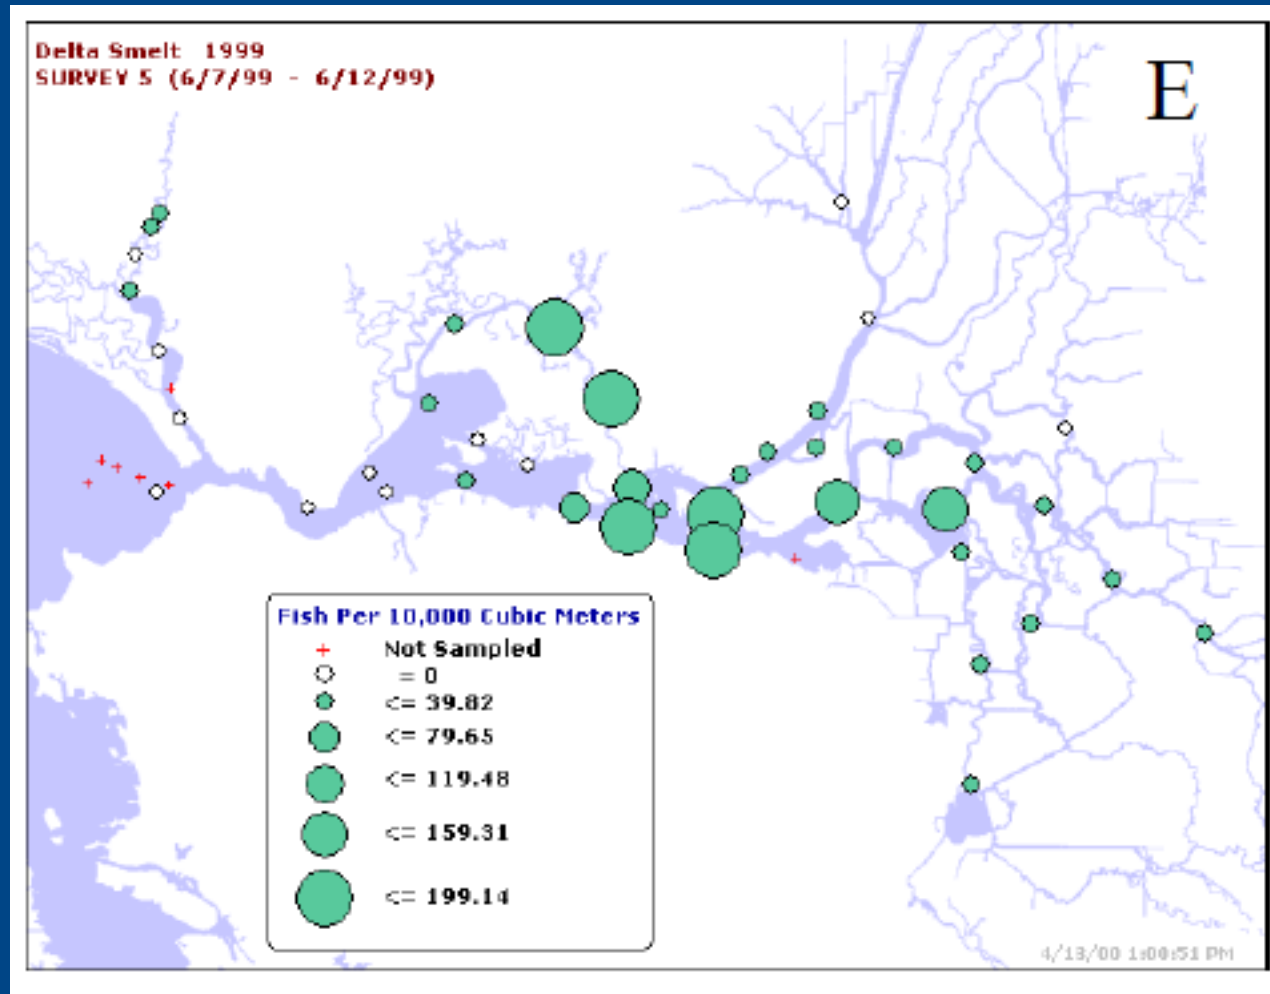 Delta Smelt 1999
SURVEY 5 (6/7/99 - 6/12/99)
E
Fish Per 10,000 Cubic Meters
Not Sampled
= 0
<= 39.82
<= 79.65
<= 119.48
<= 159.31
<= 199.14
4/13/00 1:00:51 PM